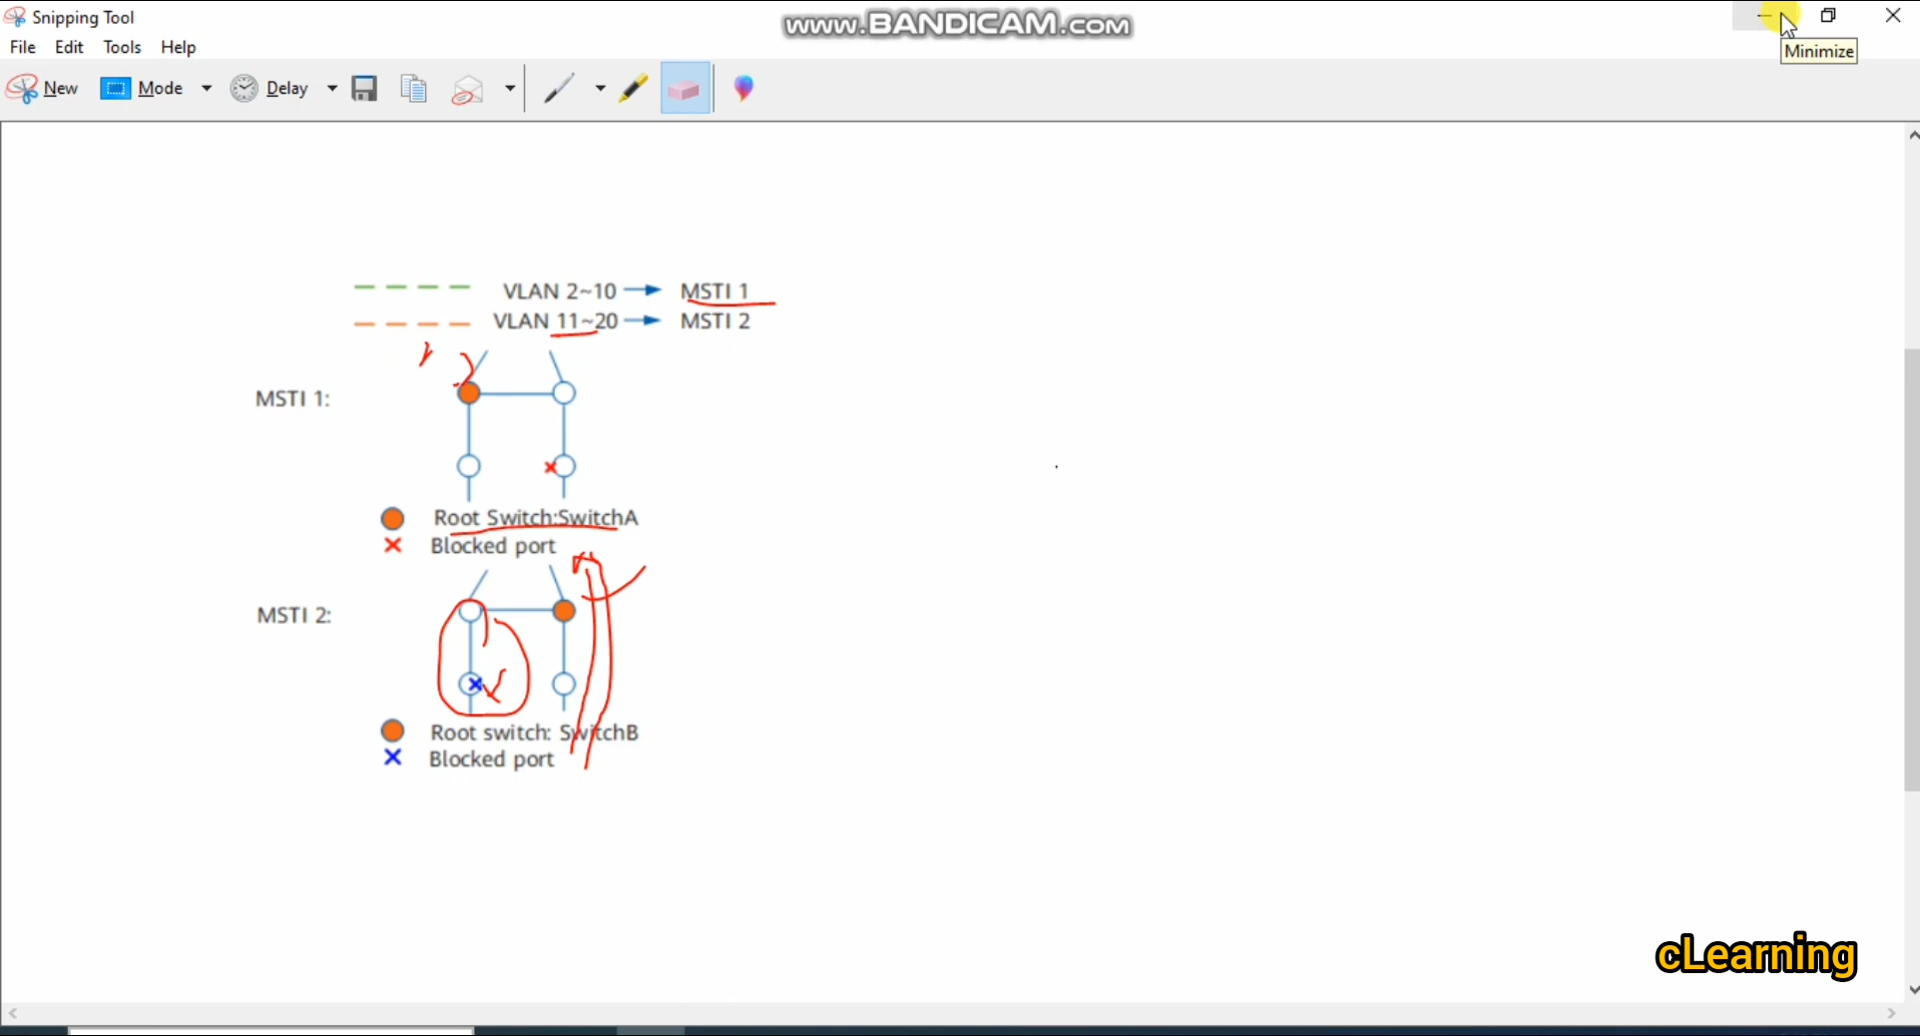 Snipping Tool
www.BANDICAM.com
File Edit Tools Help
Minimize
New Mode Delay
VLAN 2~10 MSTI 1
VLAN 11~20 MSTI 2
MSTI 1:
Root Switch:SwitchA
Blocked port
MSTI 2:
Root switch: SwitchB
Blocked port
cLearning